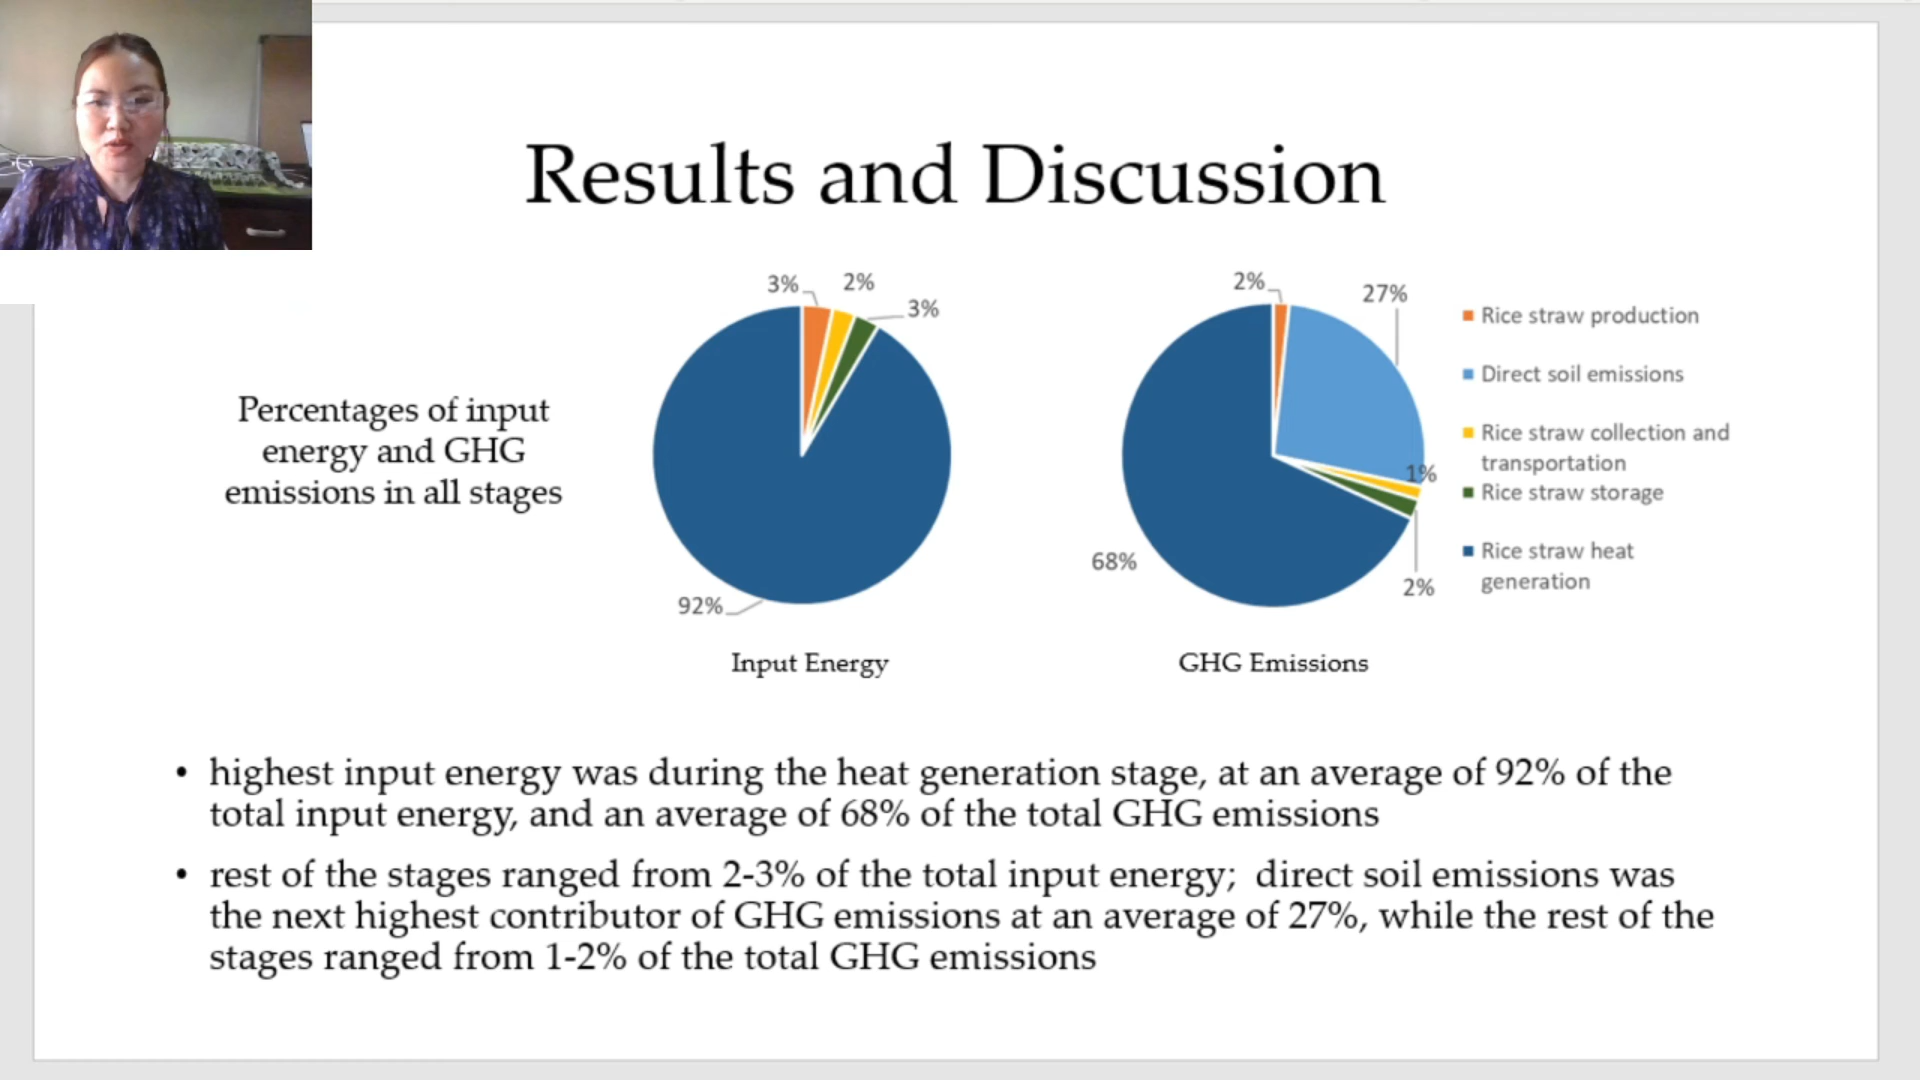 Results and Discussion
Percentages of input
energy and GHG
emissions in all stages
3%
2%
3%
92%
Input Energy
2%
27%
1%
2%
68%
GHG Emissions
Rice straw production
Direct soil emissions
Rice straw collection and
transportation
Rice straw storage
Rice straw heat
generation
• highest input energy was during the heat generation stage, at an average of 92% of the
total input energy, and an average of 68% of the total GHG emissions
• rest of the stages ranged from 2-3% of the total input energy; direct soil emissions was
the next highest contributor of GHG emissions at an average of 27%, while the rest of the
stages ranged from 1-2% of the total GHG emissions